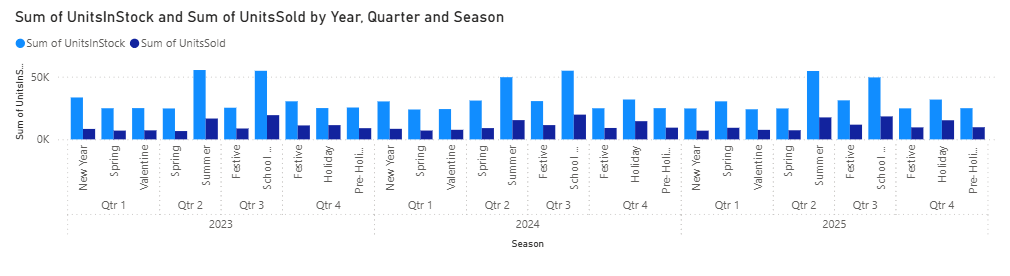 Sum of UnitsInStock and Sum of UnitsSold by Year, Quarter and Season
Sum of UnitsInStock Sum of UnitsSold
Sum of UnitsInS...
50K
0K
New Year Spring Valentine Spring Summer Festive School ... Festive Holiday Pre-Holi... New Year Spring Valentine Spring Summer Festive School ... Festive Holiday Pre-Holi... New Year Spring Valentine Spring Summer Festive School ... Festive Holiday Pre-Holi...
Qtr 1 Qtr 2 Qtr 3 Qtr 4 Qtr 1 Qtr 2 Qtr 3 Qtr 4 Qtr 1 Qtr 2 Qtr 3 Qtr 4
2023 2024 2025
Season